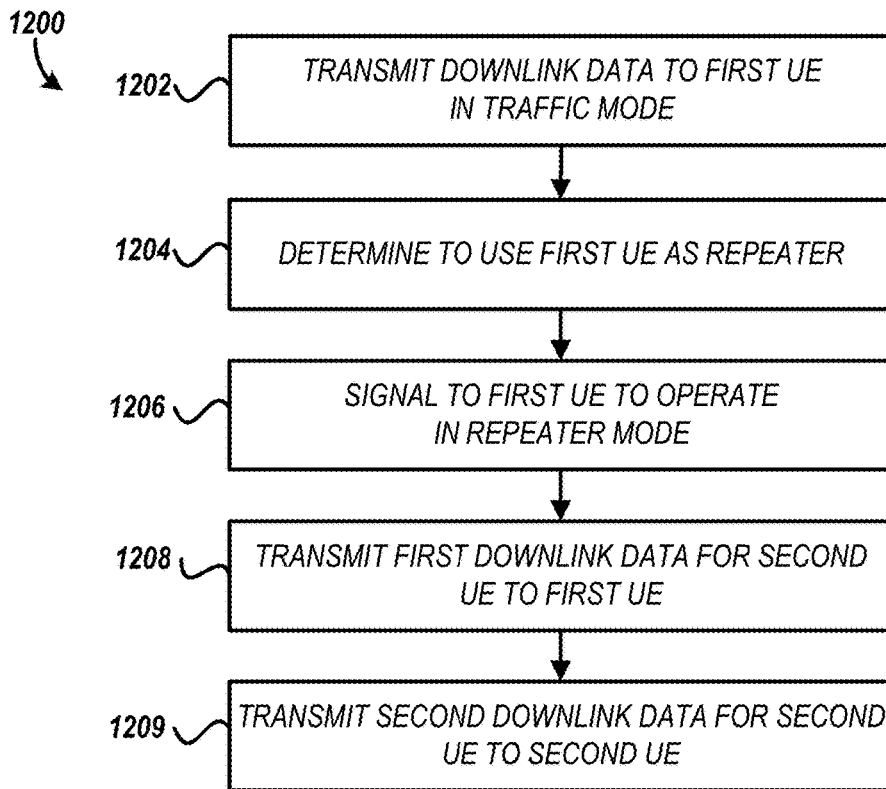 1200
1202
TRANSMIT DOWNLINK DATA TO FIRST UE
IN TRAFFIC MODE
1204
DETERMINE TO USE FIRST UE AS REPEATER
1206
SIGNAL TO FIRST UE TO OPERATE
IN REPEATER MODE
1208
TRANSMIT FIRST DOWNLINK DATA FOR SECOND
UE TO FIRST UE
1209
TRANSMIT SECOND DOWNLINK DATA FOR SECOND
UE TO SECOND UE